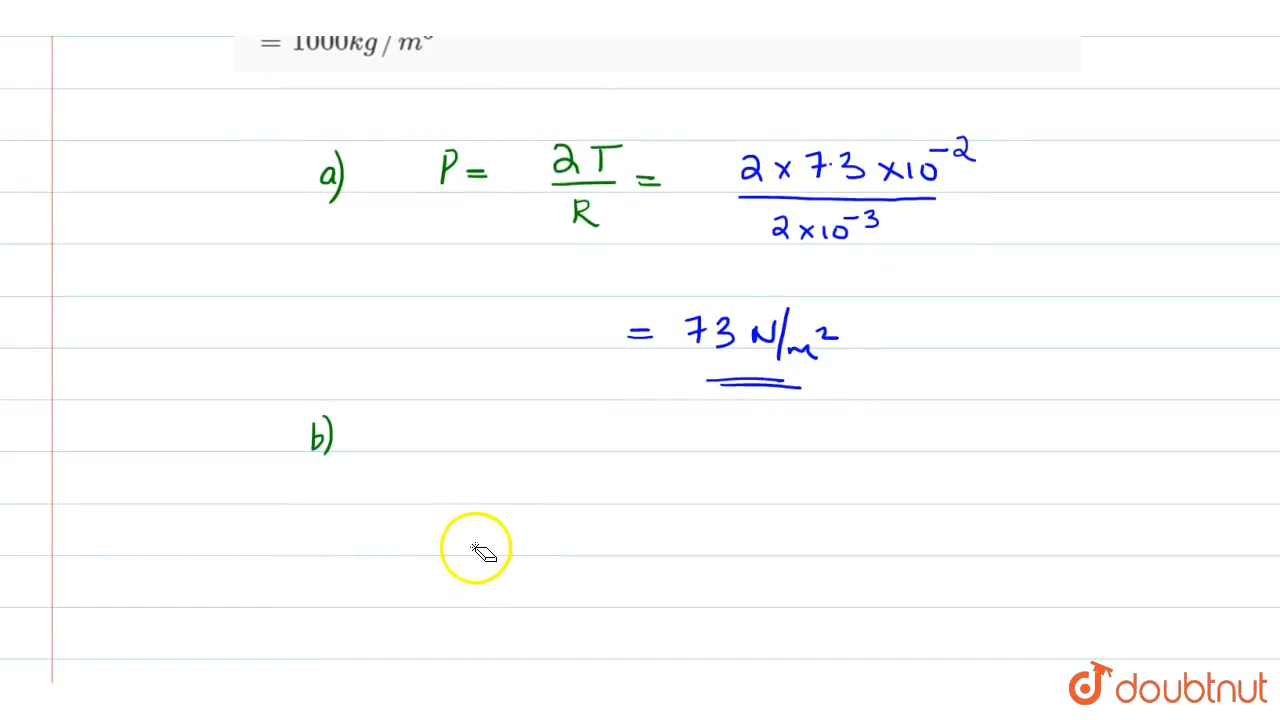 = 1000kg / m³
a) P = 2T / R = 2 × 7.3 × 10⁻² / 2 × 10⁻³
= 73 N/m²
b)
doubtnut